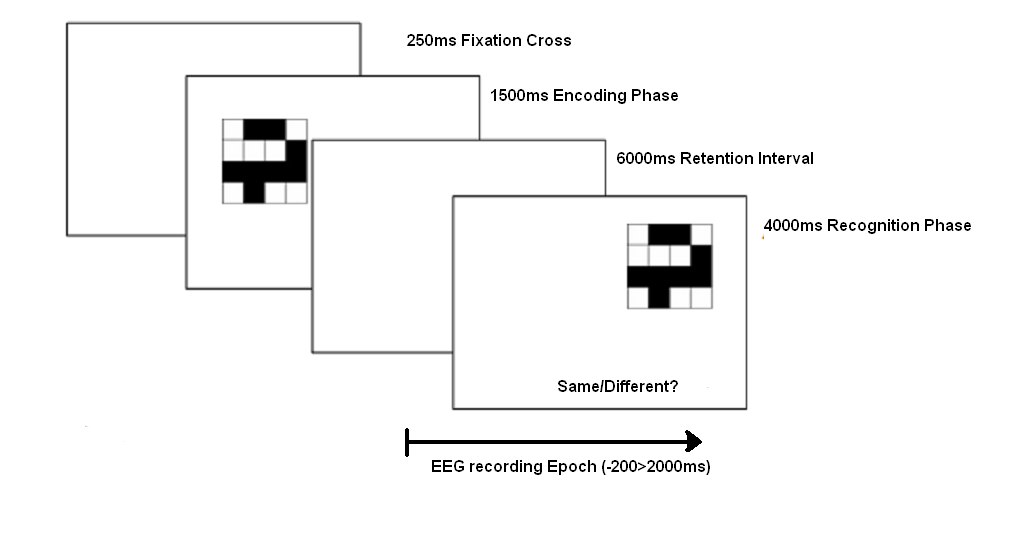 250ms Fixation Cross
1500ms Encoding Phase
6000ms Retention Interval
4000ms Recognition Phase
Same/Different?
EEG recording Epoch (-200>2000ms)